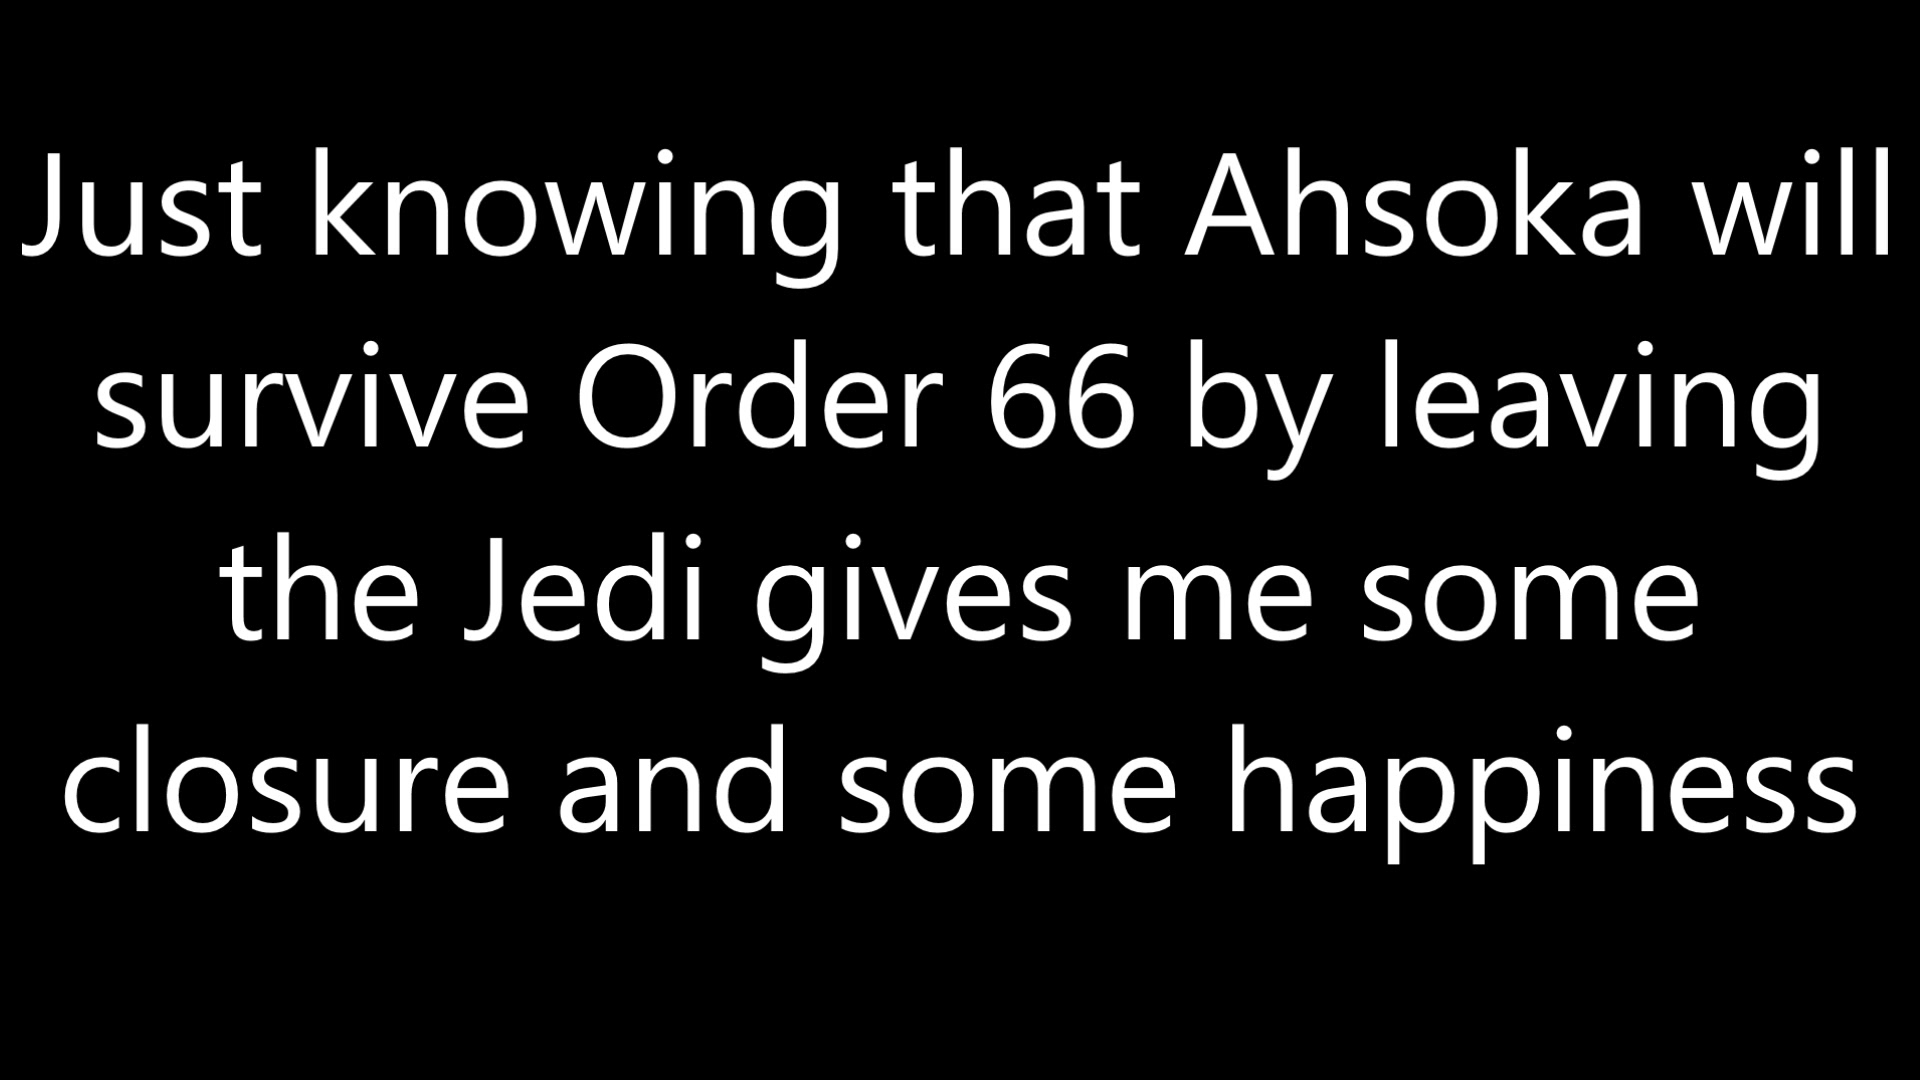 Just knowing that Ahsoka will
survive Order 66 by leaving
the Jedi gives me some
closure and some happiness